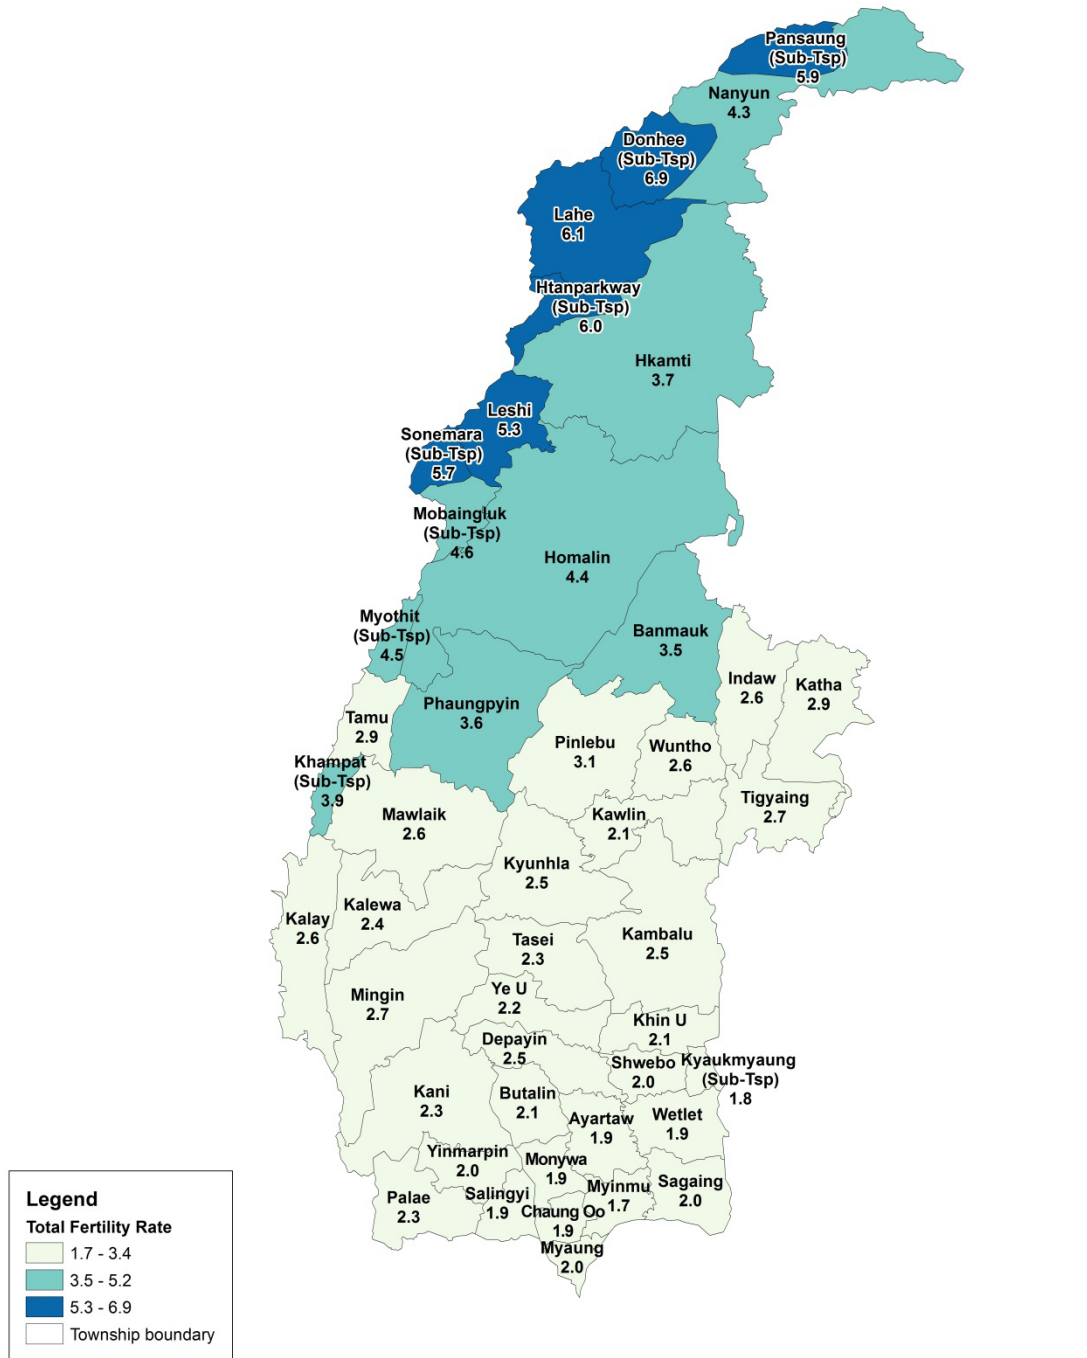 Pansaung
(Sub-Tsp)
5.9
Nanyun
4.3
Donhee
(Sub-Tsp)
6.9
Lahe
6.1
Htanparkway
(Sub-Tsp)
6.0
Hkamti
3.7
Leshi
5.3
Sonemara
(Sub-Tsp)
5.7
Mobaingluk
(Sub-Tsp)
4.6
Homalin
4.4
Myothit
(Sub-Tsp)
4.5
Banmauk
3.5
Indaw
2.6
Katha
2.9
Phaungpyin
3.6
Tamu
2.9
Pinlebu
3.1
Wuntho
2.6
Khampat
(Sub-Tsp)
3.9
Tigyaing
2.7
Mawlaik
2.6
Kawlin
2.1
Kyunhla
2.5
Kalewa
2.4
Kalay
2.6
Tasei
2.3
Kambalu
2.5
Mingin
2.7
Ye U
2.2
Khin U
2.1
Depayin
2.5
Shwebo
2.0
Kyaukmyaung
(Sub-Tsp)
1.8
Kani
2.3
Butalin
2.1
Ayartaw
1.9
Wetlet
1.9
Yinmarpin
2.0
Monywa
1.9
Myinmu
1.7
Sagaing
2.0
Palae
2.3
Salingyi
1.9
Chaung Oo
1.9
Myaung
2.0
Legend
Total Fertility Rate
1.7 - 3.4
3.5 - 5.2
5.3 - 6.9
Township boundary